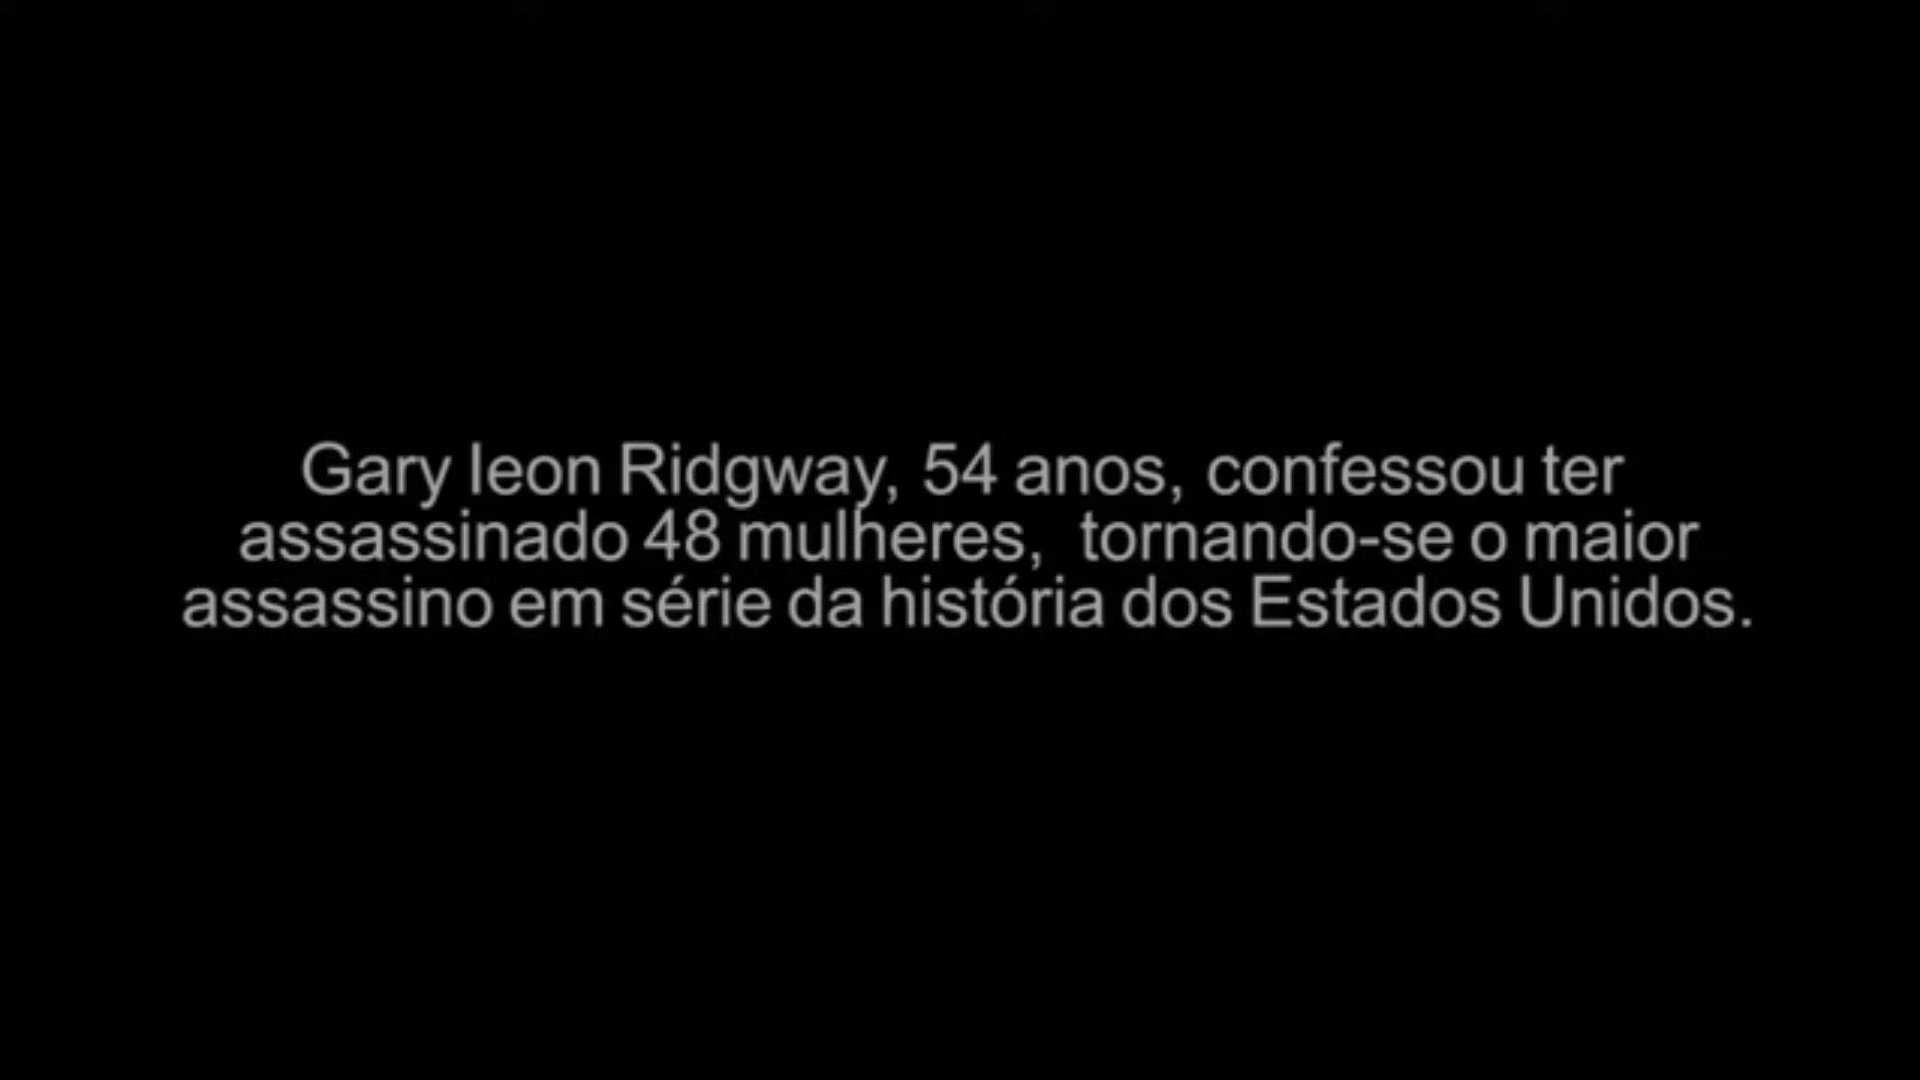 Gary leon Ridgway, 54 anos, confessou ter
assassinado 48 mulheres,  tornando-se o maior
assassino em série da história dos Estados Unidos.